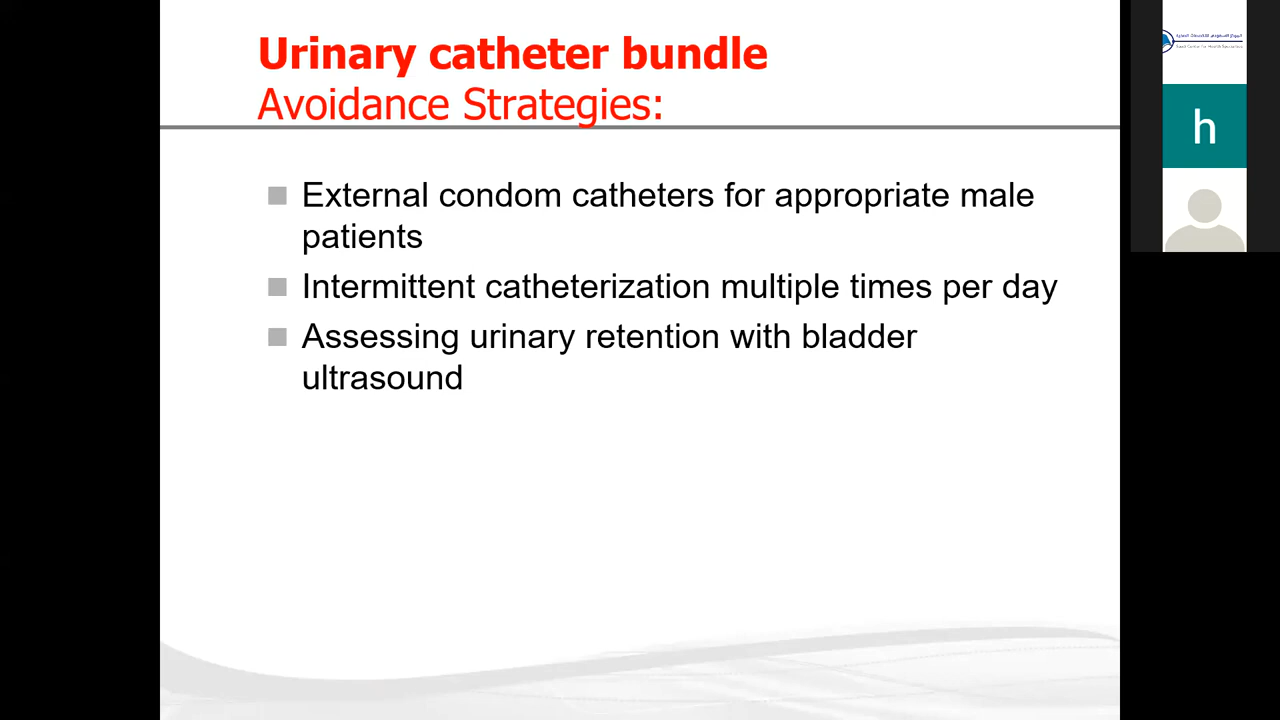 Urinary catheter bundle
Avoidance Strategies:
External condom catheters for appropriate male
patients
Intermittent catheterization multiple times per day
Assessing urinary retention with bladder
ultrasound
h